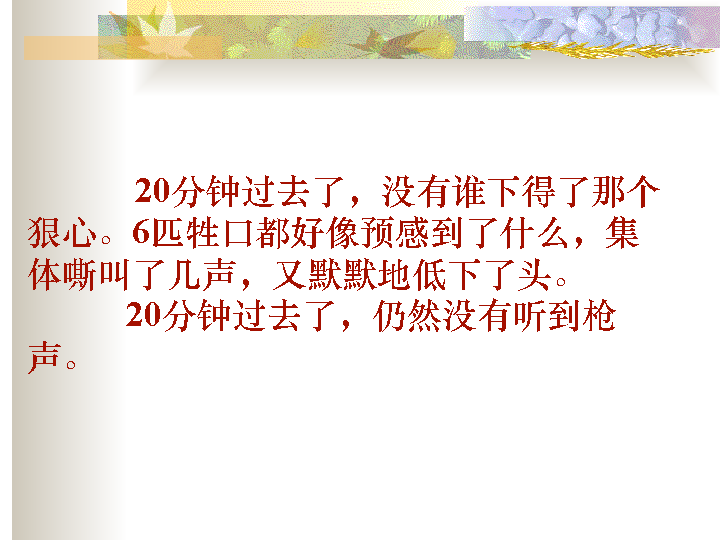 20分钟过去了，没有谁下得了那个
狠心。6匹牲口都好像预感到了什么，集
体嘶叫了几声，又默默地低下了头。
20分钟过去了，仍然没有听到枪
声。